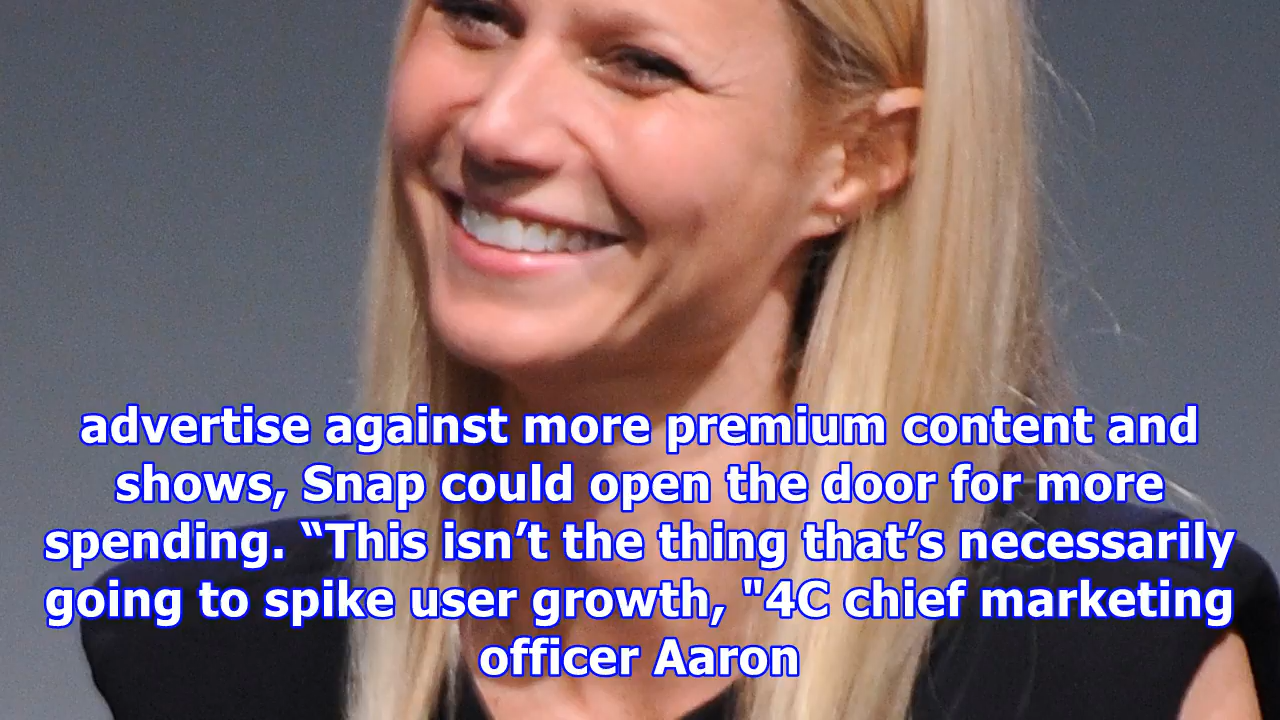 advertise against more premium content and
shows, Snap could open the door for more
spending. “This isn’t the thing that’s necessarily
going to spike user growth, "4C chief marketing
officer Aaron